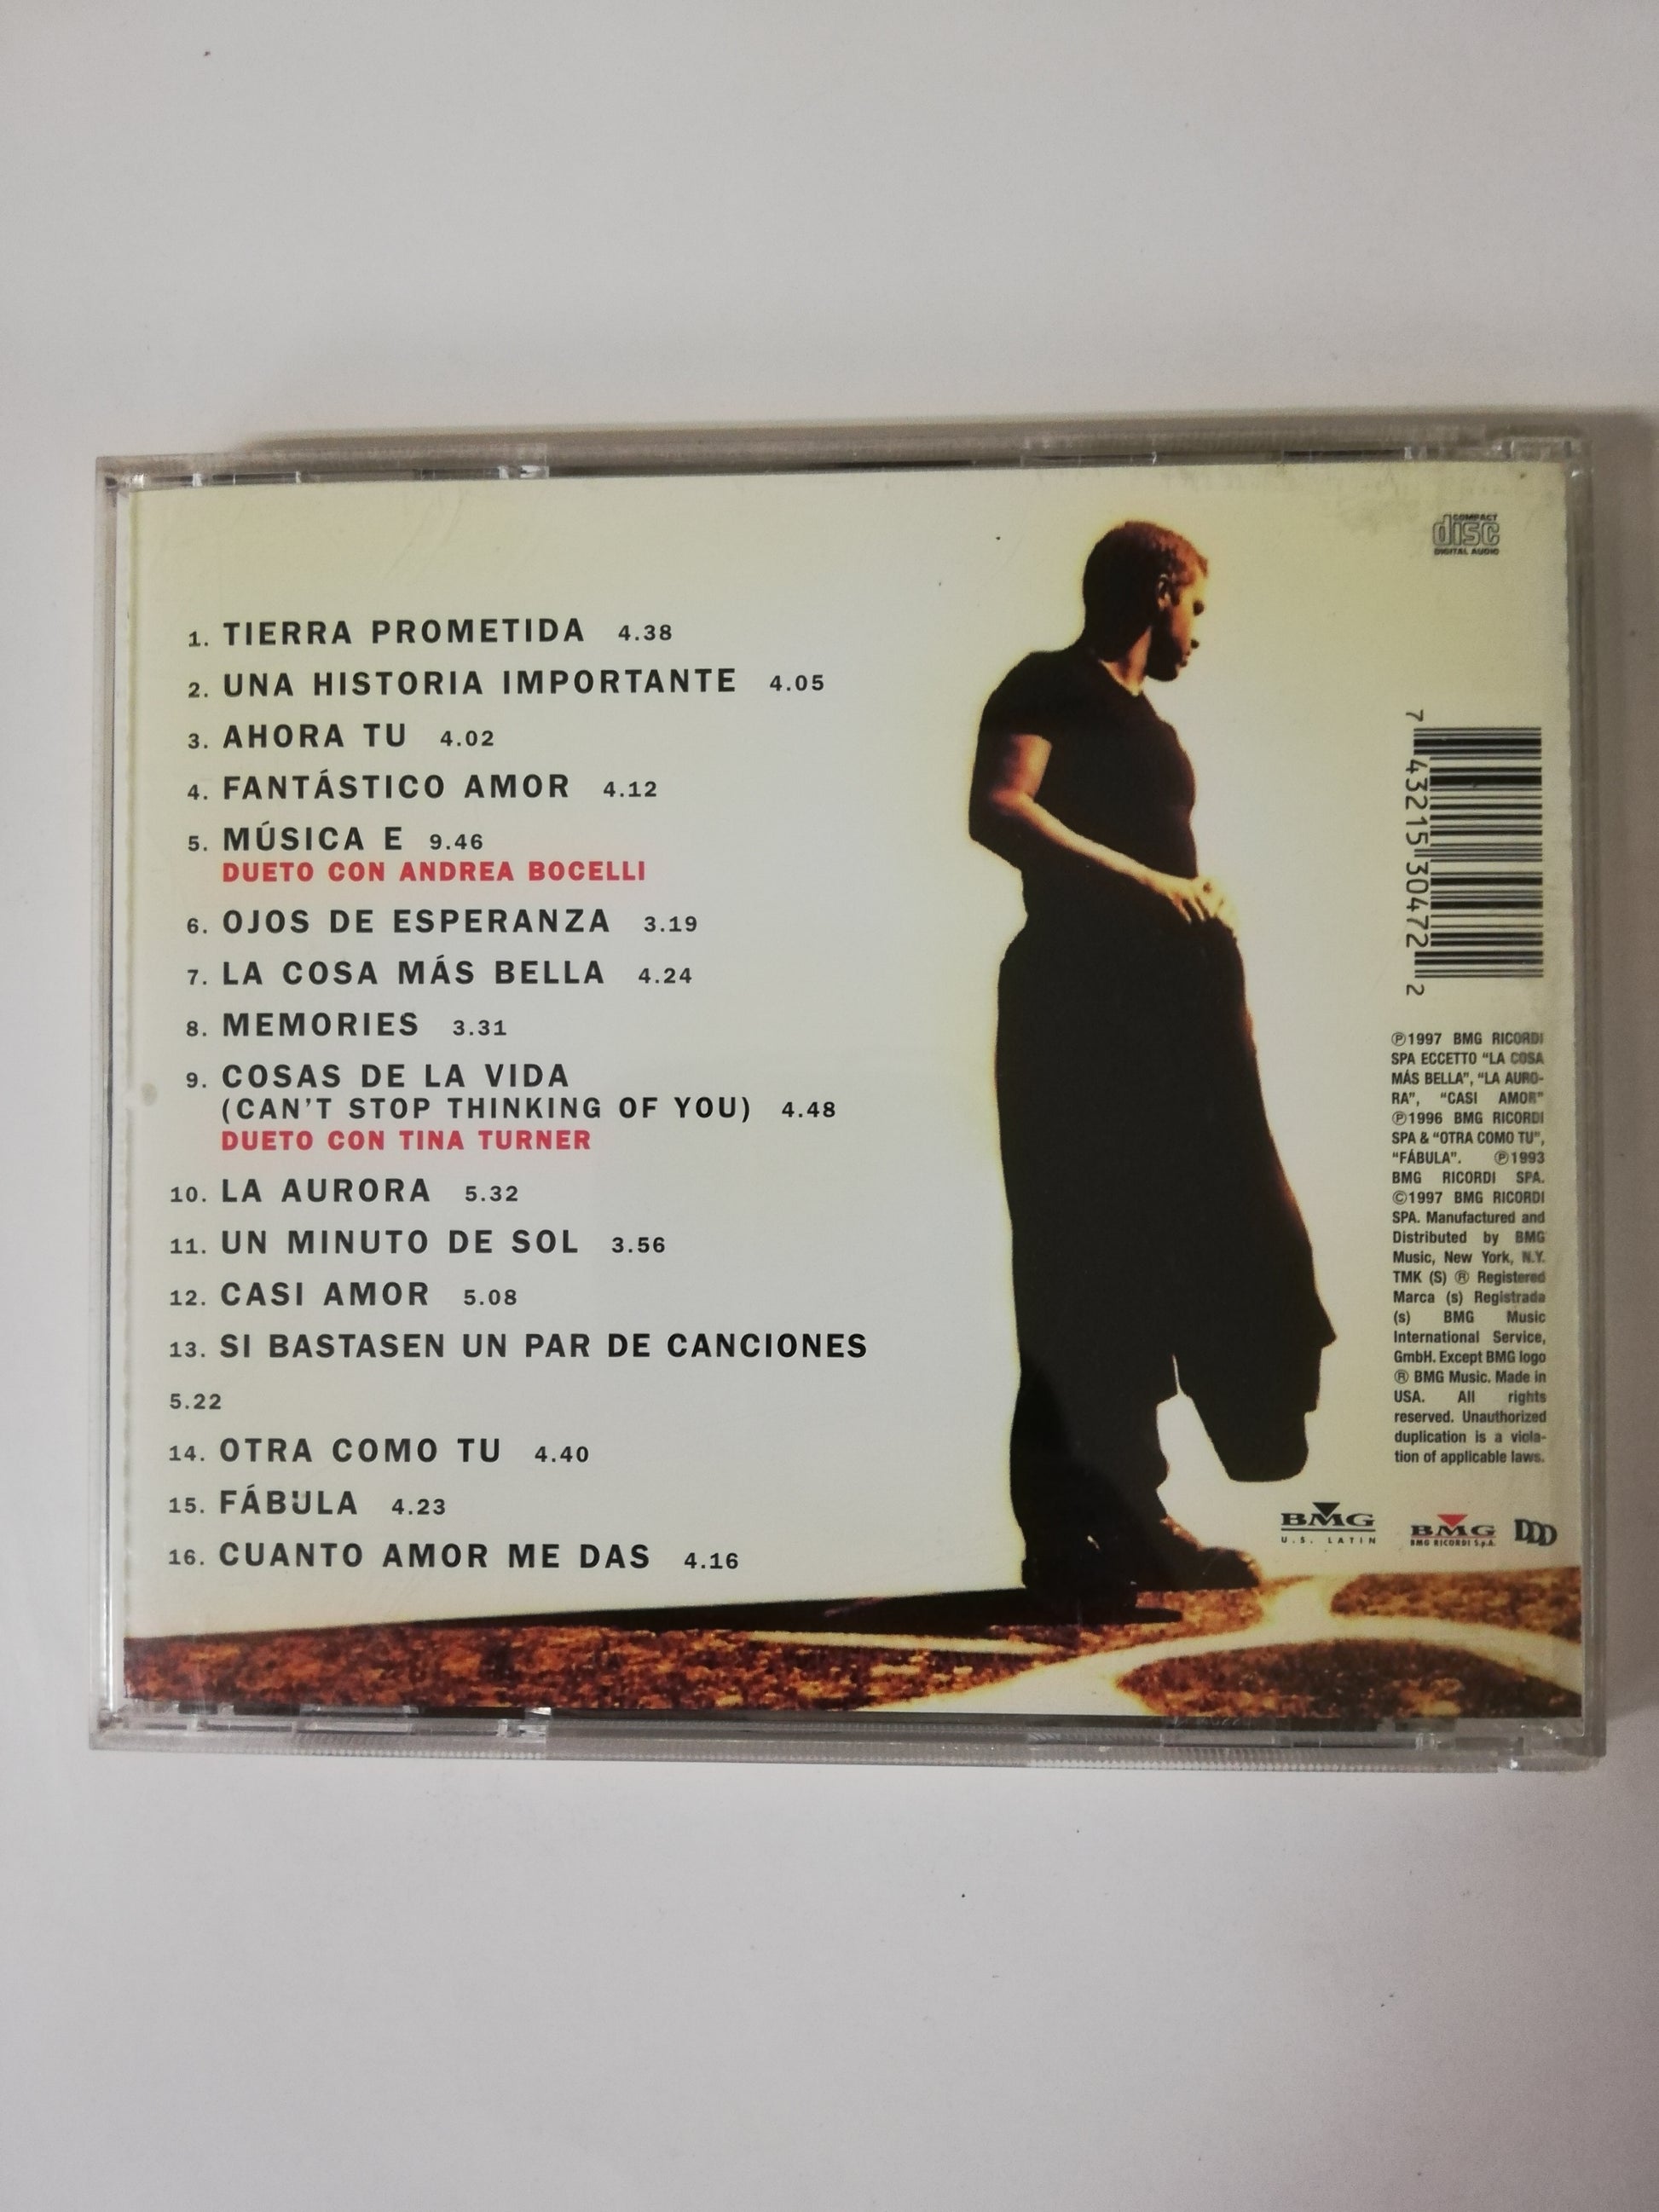 1. TIERRA PROMETIDA 4.38
2. UNA HISTORIA IMPORTANTE 4.05
3. AHORA TU 4.02
4. FANTÁSTICO AMOR 4.12
5. MÚSICA E 9.46
DUETO CON ANDREA BOCELLI
6. OJOS DE ESPERANZA 3.19
7. LA COSA MÁS BELLA 4.24
8. MEMORIES 3.31
9. COSAS DE LA VIDA
(CAN'T STOP THINKING OF YOU) 4.48
DUETO CON TINA TURNER
10. LA AURORA 5.32
11. UN MINUTO DE SOL 3.56
12. CASI AMOR 5.08
13. SI BASTASEN UN PAR DE CANCIONES
5.22
14. OTRA COMO TU 4.40
15. FÁBULA 4.23
16. CUANTO AMOR ME DAS 4.16
COMPACT
disc
DIGITAL AUDIO
7 43215 30472 2
Ⓟ1997 BMG RICORDI
SPA ECCETTO "LA COSA
MÁS BELLA", "LA AURO-
RA", "CASI AMOR"
Ⓟ1996 BMG RICORDI
SPA & "OTRA COMO TU",
"FÁBULA". Ⓟ1993
BMG RICORDI SPA.
©1997 BMG RICORDI
SPA. Manufactured and
Distributed by BMG
Music, New York, N.Y.
TMK (S) ® Registered
Marca (s) Registrada
(s) BMG Music
International Service,
GmbH. Except BMG logo
® BMG Music. Made in
USA. All rights
reserved. Unauthorized
duplication is a viola-
tion of applicable laws.
BMG
U.S. LATIN
BMG
BMG RICORDI S.p.A.
DDD